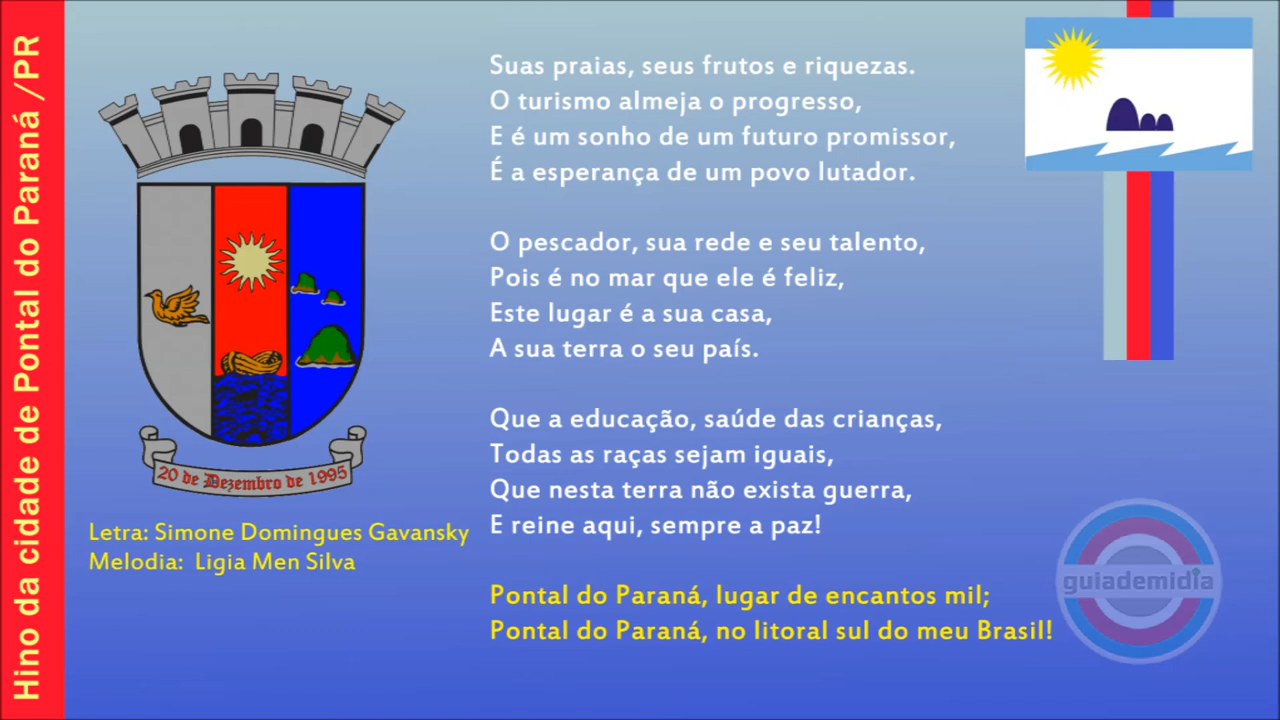 Hino da cidade de Pontal do Paraná /PR
20 de Dezembro de 1995
Letra: Simone Domingues Gavansky
Melodia: Ligia Men Silva
Suas praias, seus frutos e riquezas.
O turismo almeja o progresso,
E é um sonho de um futuro promissor,
É a esperança de um povo lutador.
O pescador, sua rede e seu talento,
Pois é no mar que ele é feliz,
Este lugar é a sua casa,
A sua terra o seu país.
Que a educação, saúde das crianças,
Todas as raças sejam iguais,
Que nesta terra não exista guerra,
E reine aqui, sempre a paz!
Pontal do Paraná, lugar de encantos mil;
Pontal do Paraná, no litoral sul do meu Brasil!
guiademidia